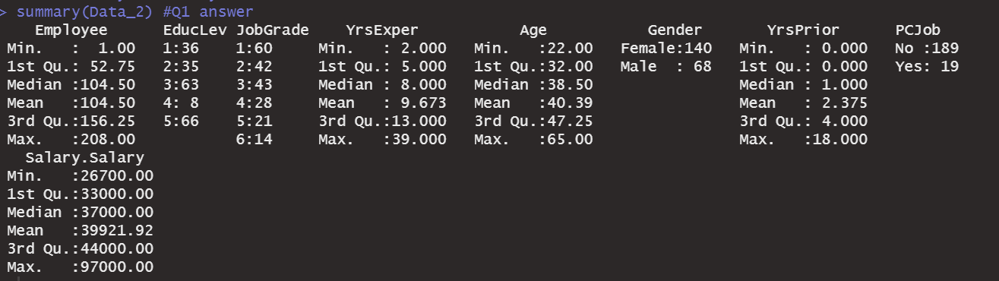 > summary(Data_2) #Q1 answer
    Employee      EducLev JobGrade    YrsExper           Age           Gender       YrsPrior      PCJob
Min.   :  1.00   1:36    1:60     Min.   : 2.000   Min.   :22.00   Female:140   Min.   : 0.000   No :189
1st Qu.: 52.75   2:35    2:42     1st Qu.: 5.000   1st Qu.:32.00   Male  : 68   1st Qu.: 0.000   Yes: 19
Median :104.50   3:63    3:43     Median : 8.000   Median :38.50                Median : 1.000
Mean   :104.50   4: 8    4:28     Mean   : 9.673   Mean   :40.39                Mean   : 2.375
3rd Qu.:156.25   5:66    5:21     3rd Qu.:13.000   3rd Qu.:47.25                3rd Qu.: 4.000
Max.   :208.00           6:14     Max.   :39.000   Max.   :65.00                Max.   :18.000
  Salary.Salary
Min.   :26700.00
1st Qu.:33000.00
Median :37000.00
Mean   :39921.92
3rd Qu.:44000.00
Max.   :97000.00